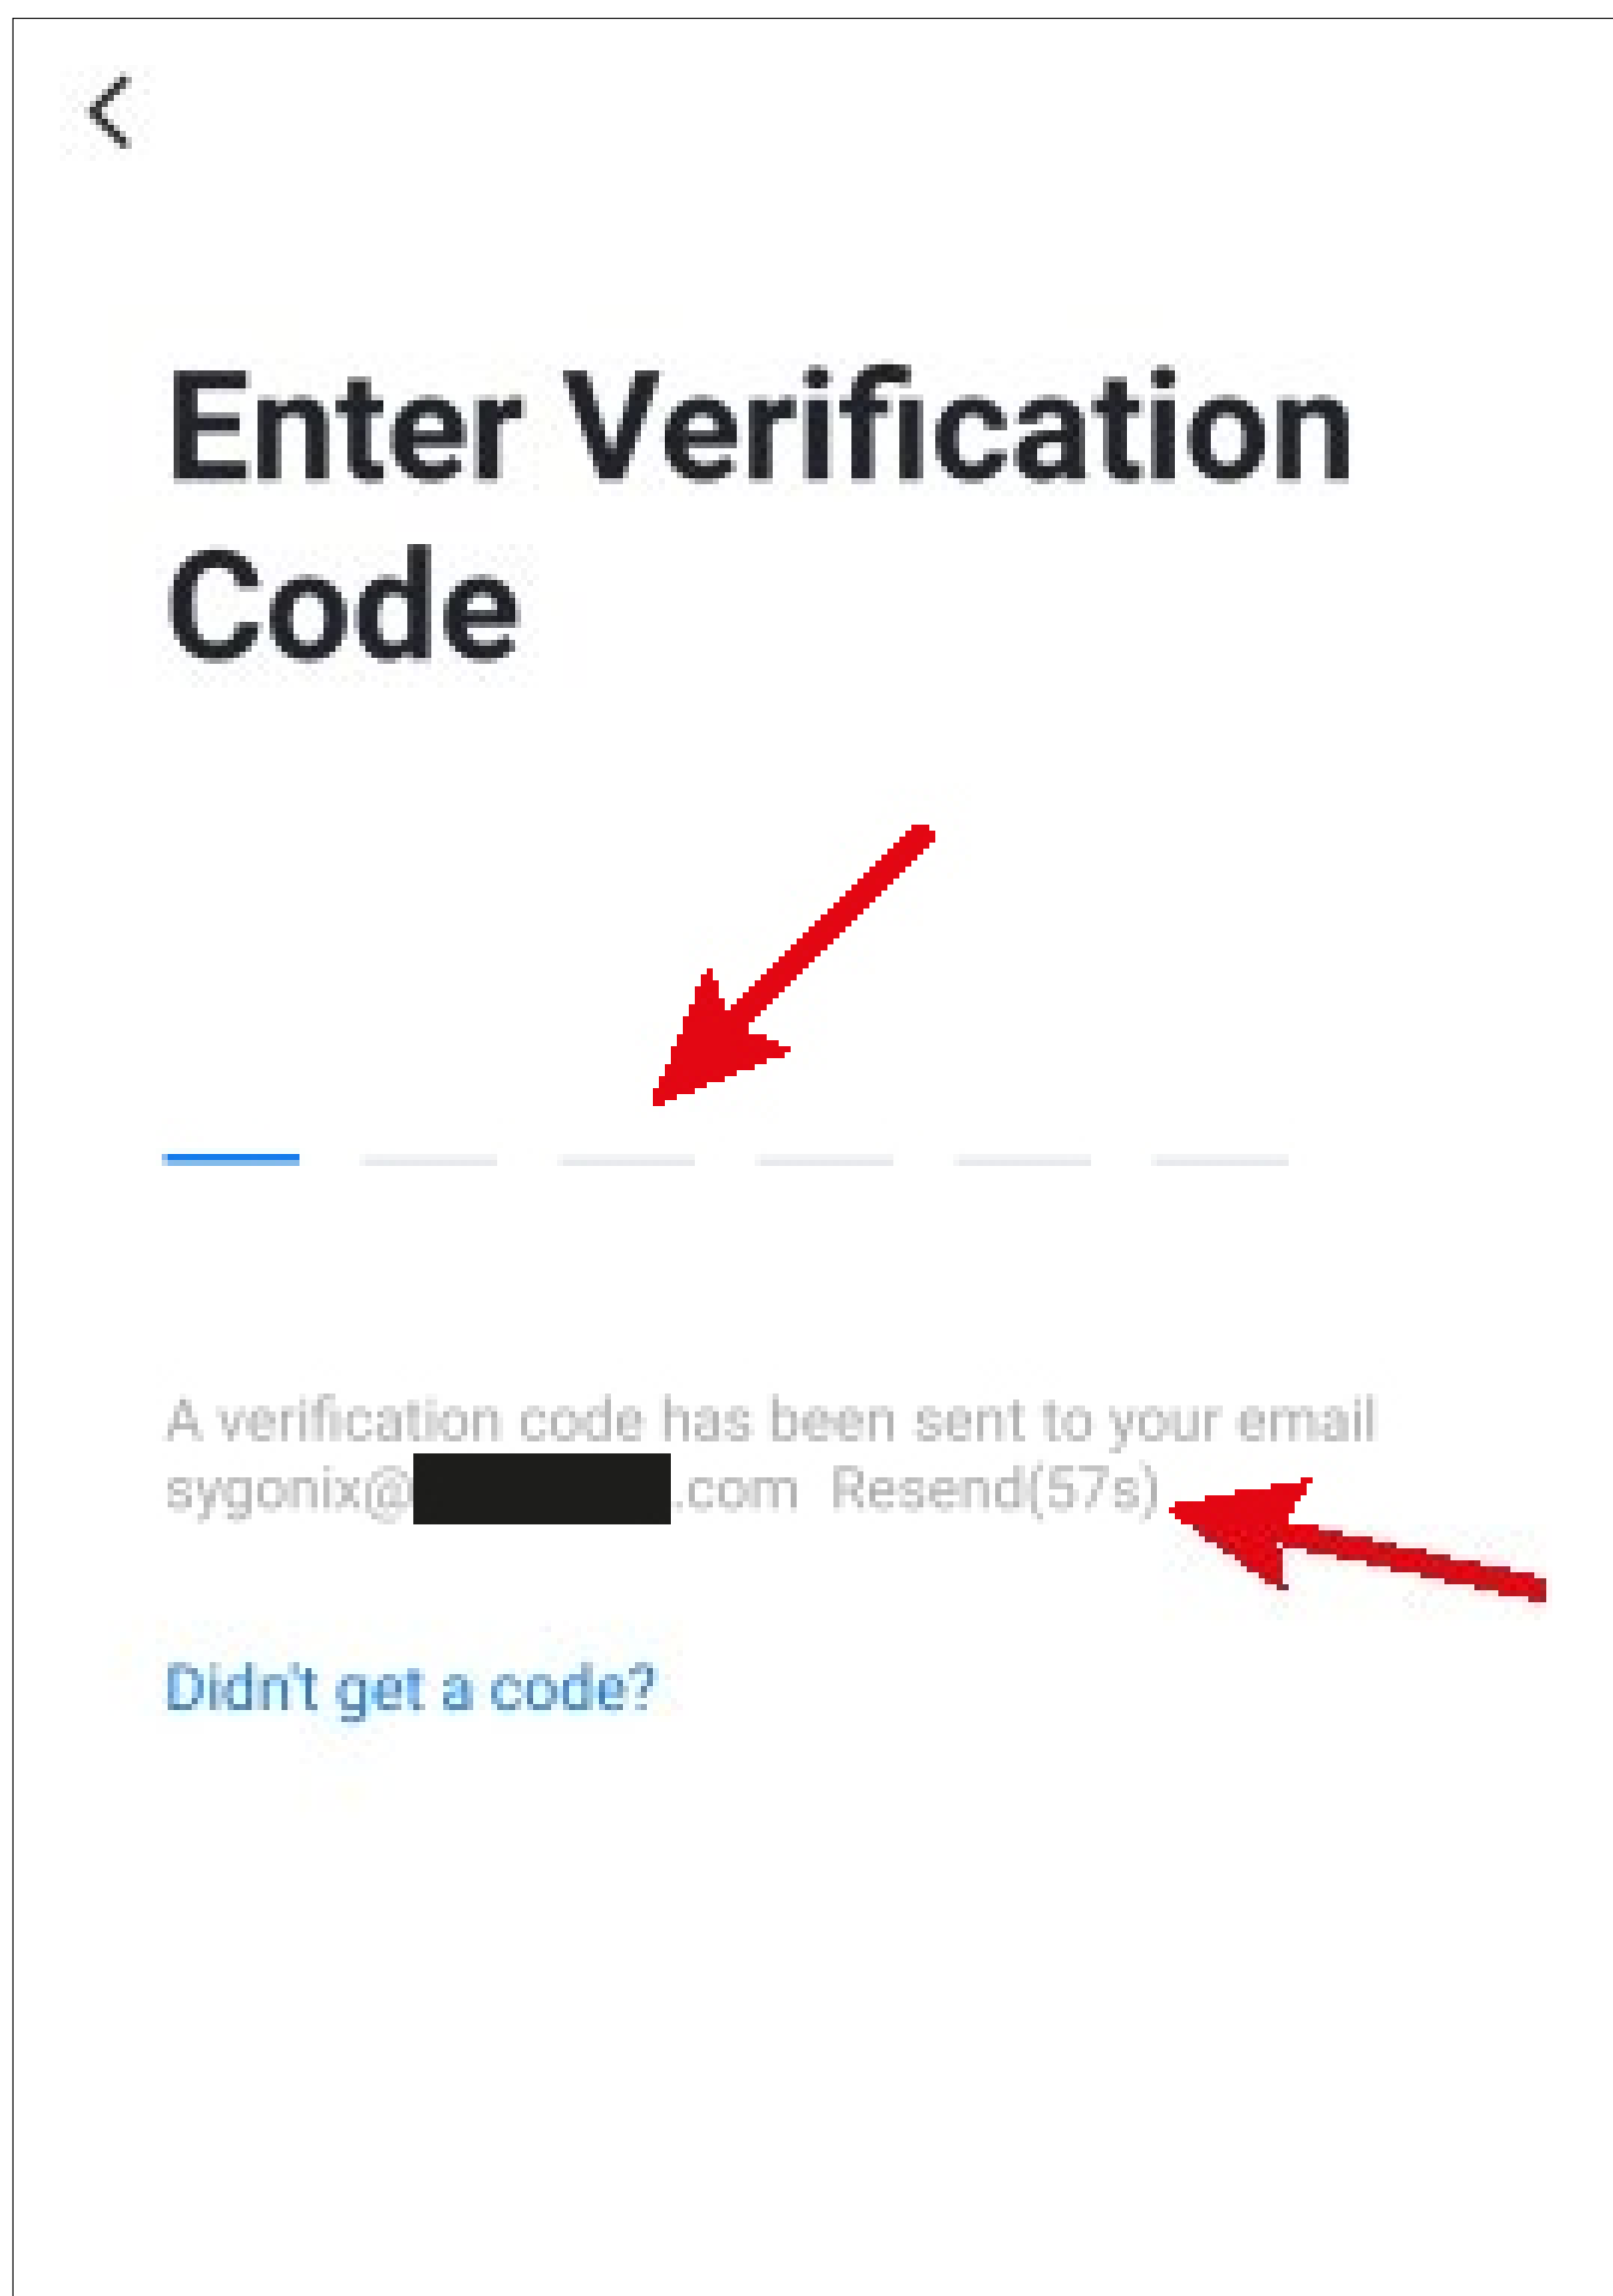 Enter Verification
Code
A verification code has been sent to your email
sygonix@ .com Resend(57s)
Didn't get a code?